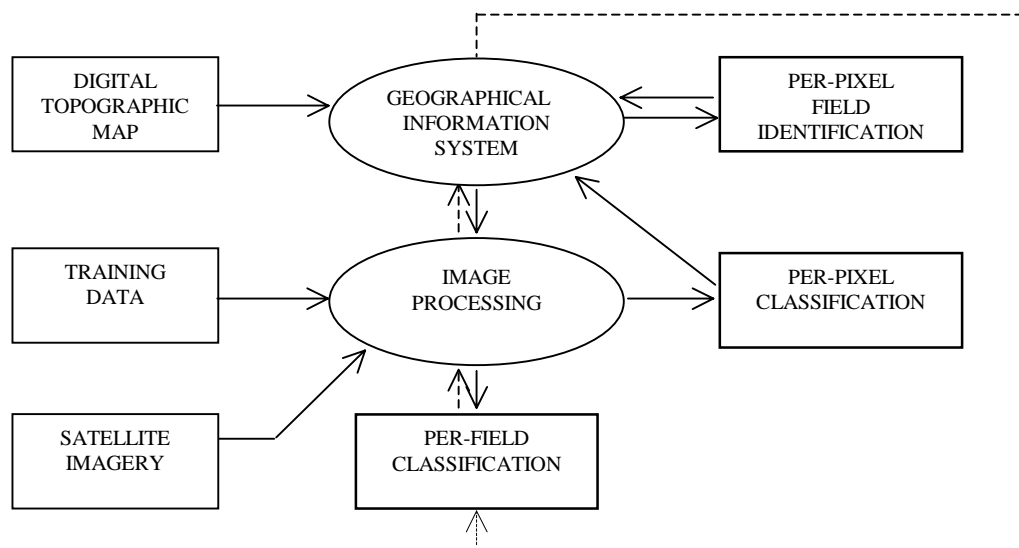 DIGITAL
TOPOGRAPHIC
MAP
GEOGRAPHICAL
INFORMATION
SYSTEM
PER-PIXEL
FIELD
IDENTIFICATION
TRAINING
DATA
IMAGE
PROCESSING
PER-PIXEL
CLASSIFICATION
SATELLITE
IMAGERY
PER-FIELD
CLASSIFICATION